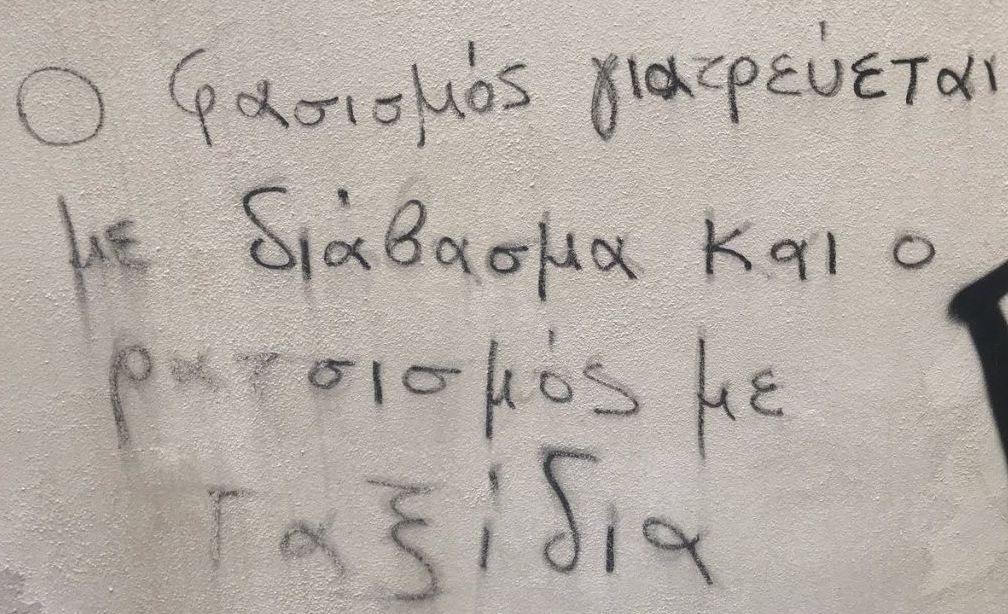 Ο φασισμός γιατρεύεται
με διάβασμα και ο
ρατσισμός με
ταξίδια